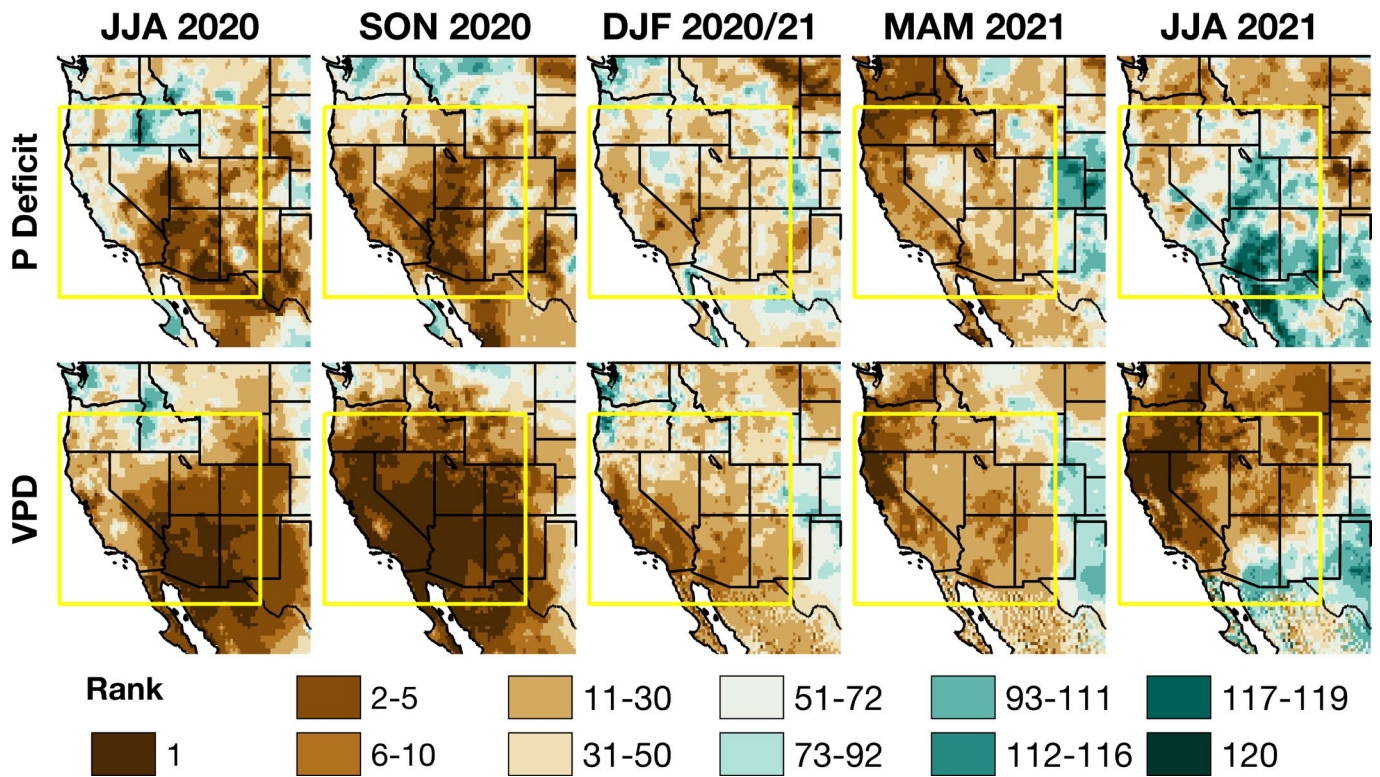 JJA 2020 SON 2020 DJF 2020/21 MAM 2021 JJA 2021
P Deficit
VPD
Rank
2-5 11-30 51-72 93-111 117-119
1 6-10 31-50 73-92 112-116 120